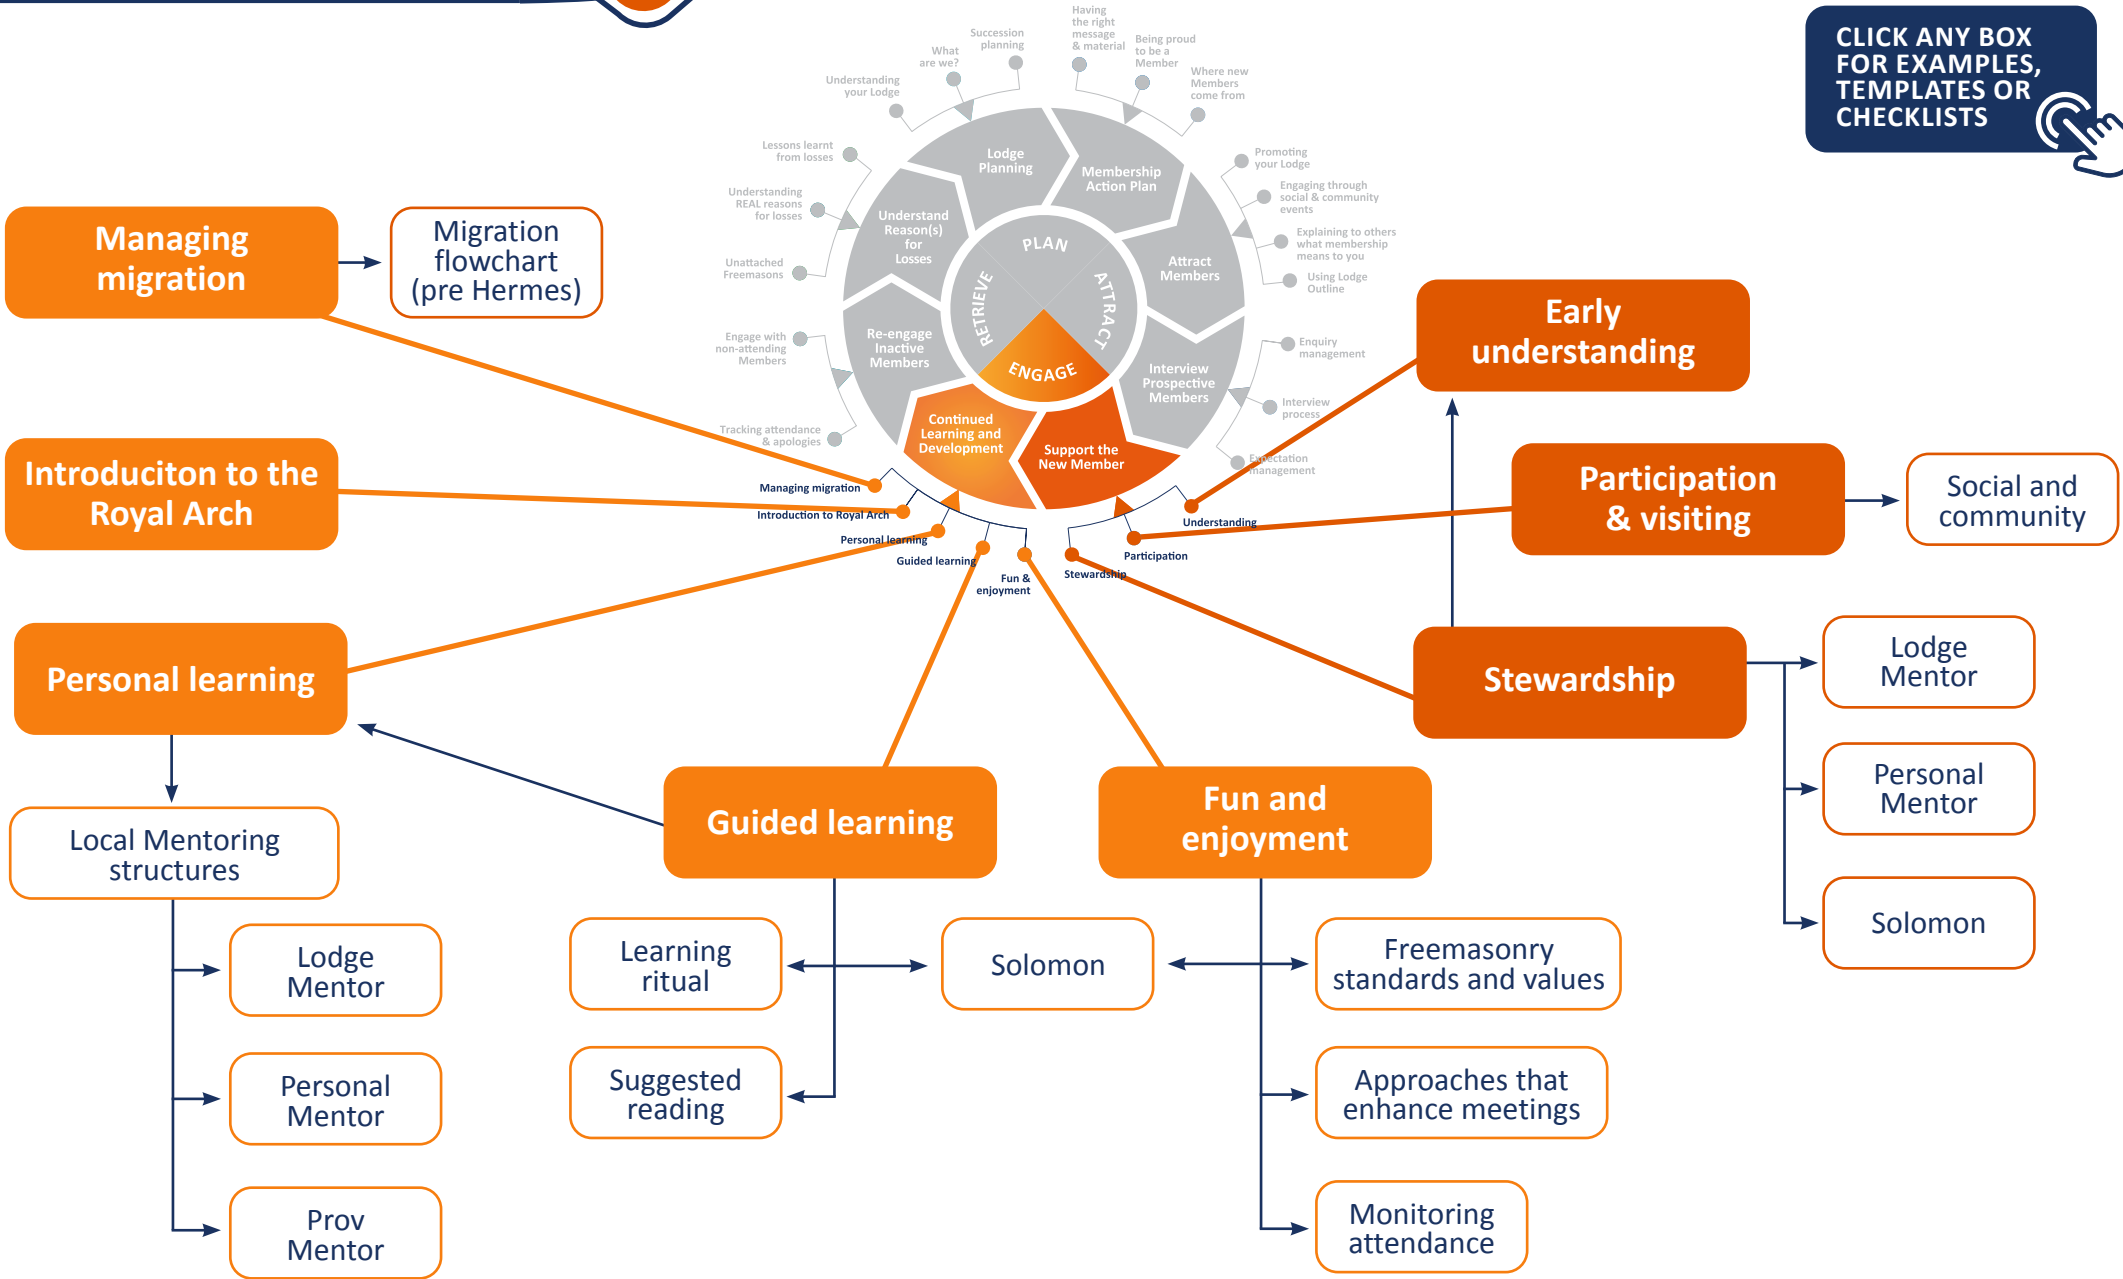 CLICK ANY BOX
FOR EXAMPLES,
TEMPLATES OR
CHECKLISTS
Having
the right
message
& material
Being proud
to be a
Member
Where new
Members
come from
Succession
planning
What
are we?
Understanding
your Lodge
Lessons learnt
from losses
Understanding
REAL reasons
for losses
Unattached
Freemasons
Engage with
non-attending
Members
Tracking attendance
& apologies
Promoting
your Lodge
Engaging through
social & community
events
Explaining to others
what membership
means to you
Using Lodge
Outline
Enquiry
management
Interview
process
Expectation
management
Lodge
Planning
Membership
Action Plan
Understand
Reason(s)
for
Losses
Attract
Members
Re-engage
Inactive
Members
Interview
Prospective
Members
Continued
Learning and
Development
Support the
New Member
PLAN
ATTRACT
ENGAGE
RETRIEVE
Managing migration
Introduction to Royal Arch
Personal learning
Guided learning
Fun &
enjoyment
Stewardship
Participation
Understanding
Managing
migration
Migration
flowchart
(pre Hermes)
Introduciton to the
Royal Arch
Early
understanding
Participation
& visiting
Social and
community
Personal learning
Stewardship
Lodge
Mentor
Personal
Mentor
Solomon
Local Mentoring
structures
Lodge
Mentor
Personal
Mentor
Prov
Mentor
Guided learning
Learning
ritual
Suggested
reading
Solomon
Fun and
enjoyment
Freemasonry
standards and values
Approaches that
enhance meetings
Monitoring
attendance